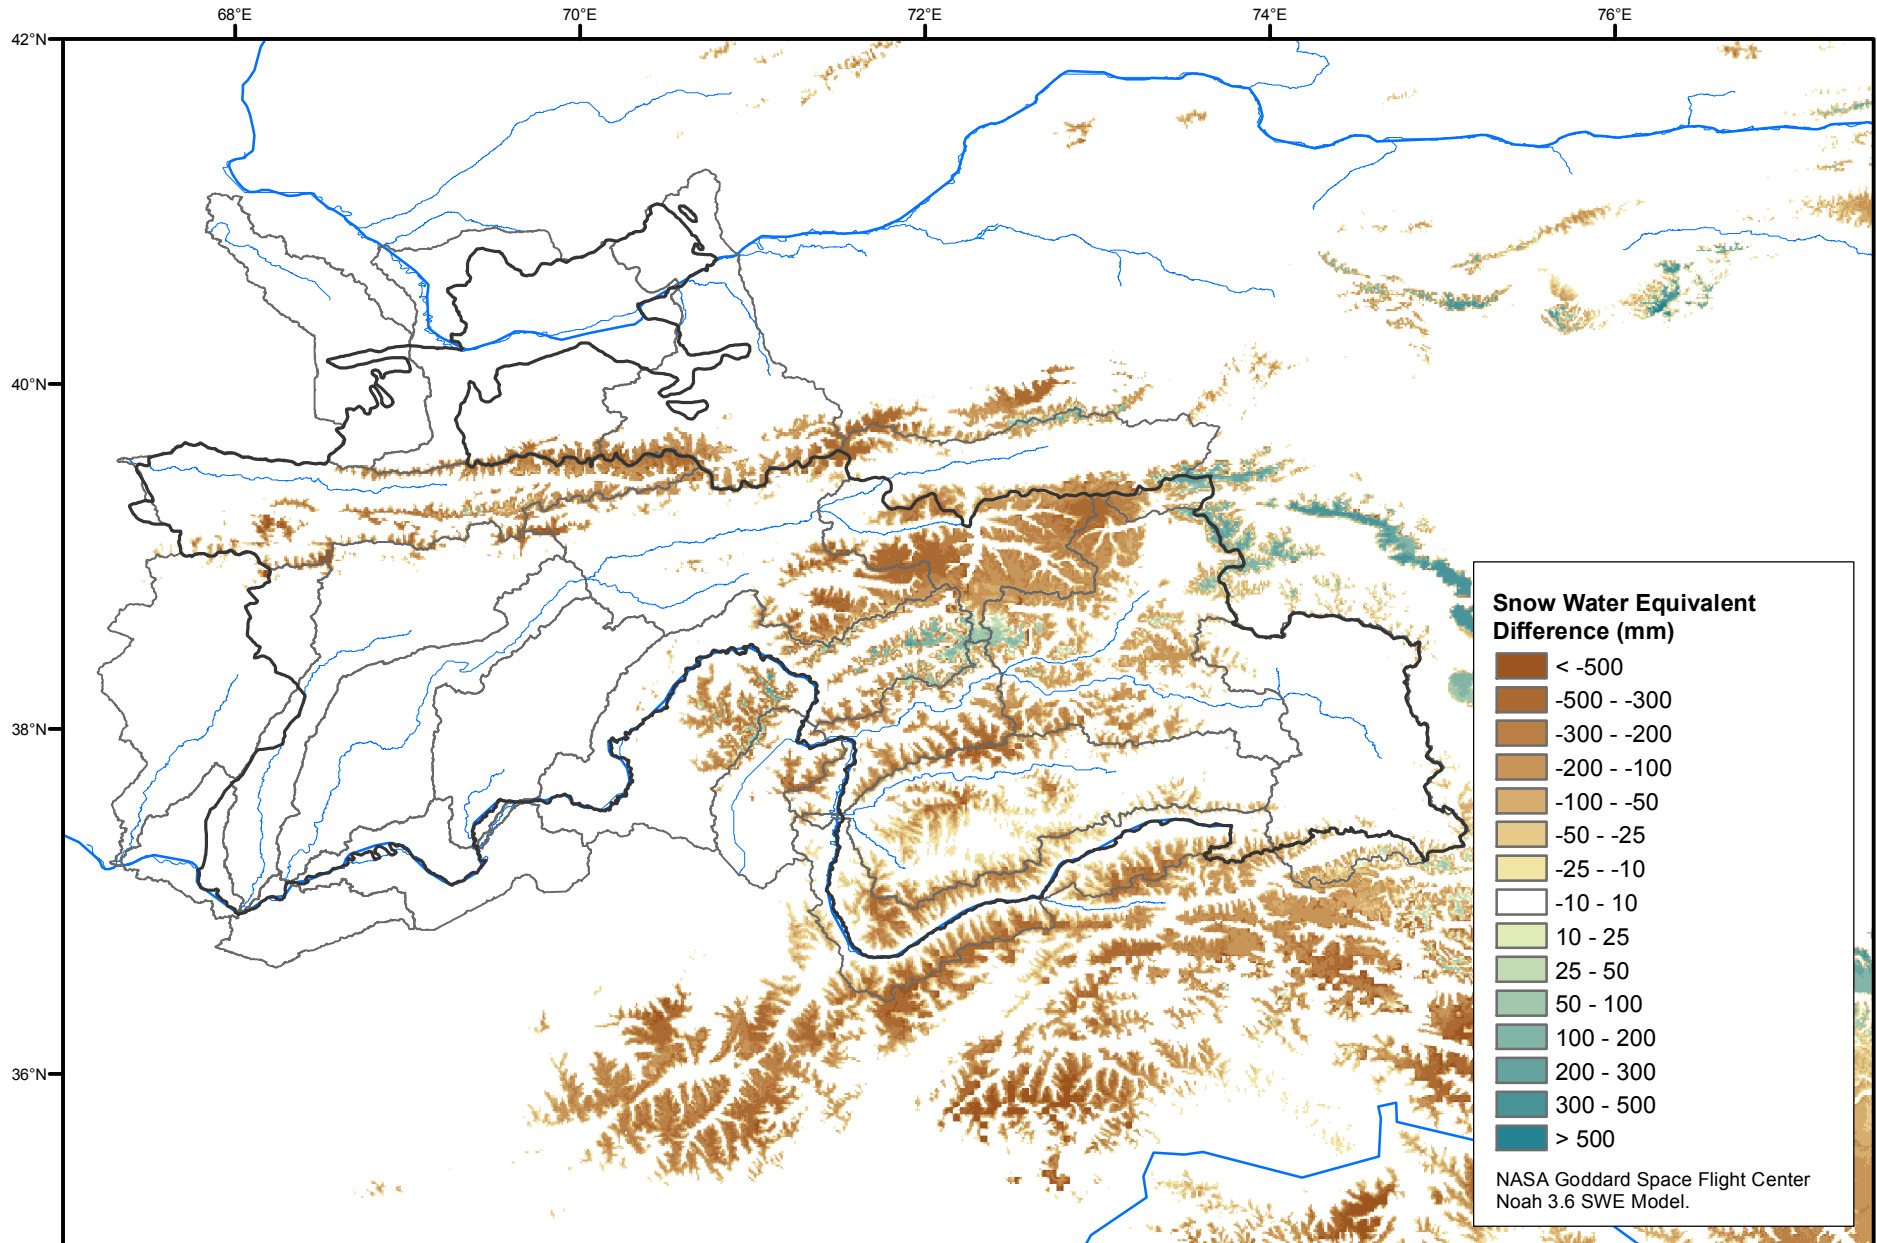 68°E 70°E 72°E 74°E 76°E
42°N
40°N
38°N
36°N
Snow Water Equivalent
Difference (mm)
< -500
-500 - -300
-300 - -200
-200 - -100
-100 - -50
-50 - -25
-25 - -10
-10 - 10
10 - 25
25 - 50
50 - 100
100 - 200
200 - 300
300 - 500
> 500
NASA Goddard Space Flight Center
Noah 3.6 SWE Model.